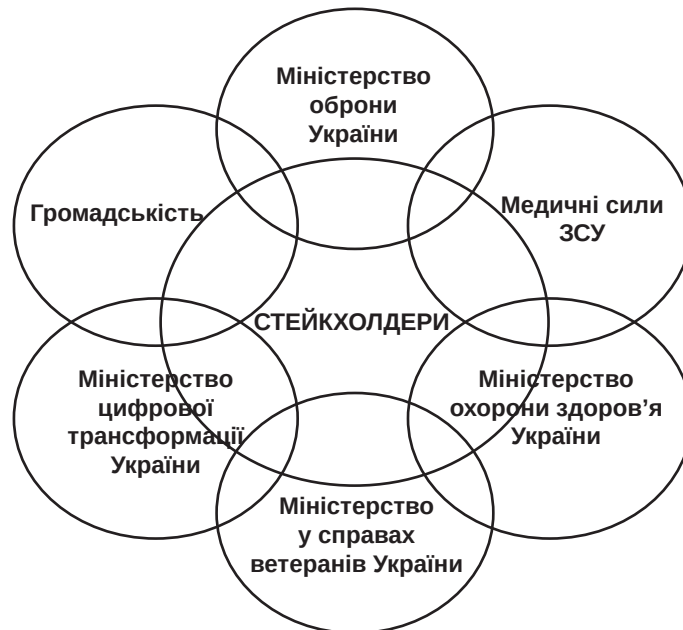 Міністерство
оброни
України
Громадськість
Медичні сили
ЗСУ
СТЕЙКХОЛДЕРИ
Міністерство
цифрової
трансформації
України
Міністерство
охорони здоров’я
України
Міністерство
у справах
ветеранів України